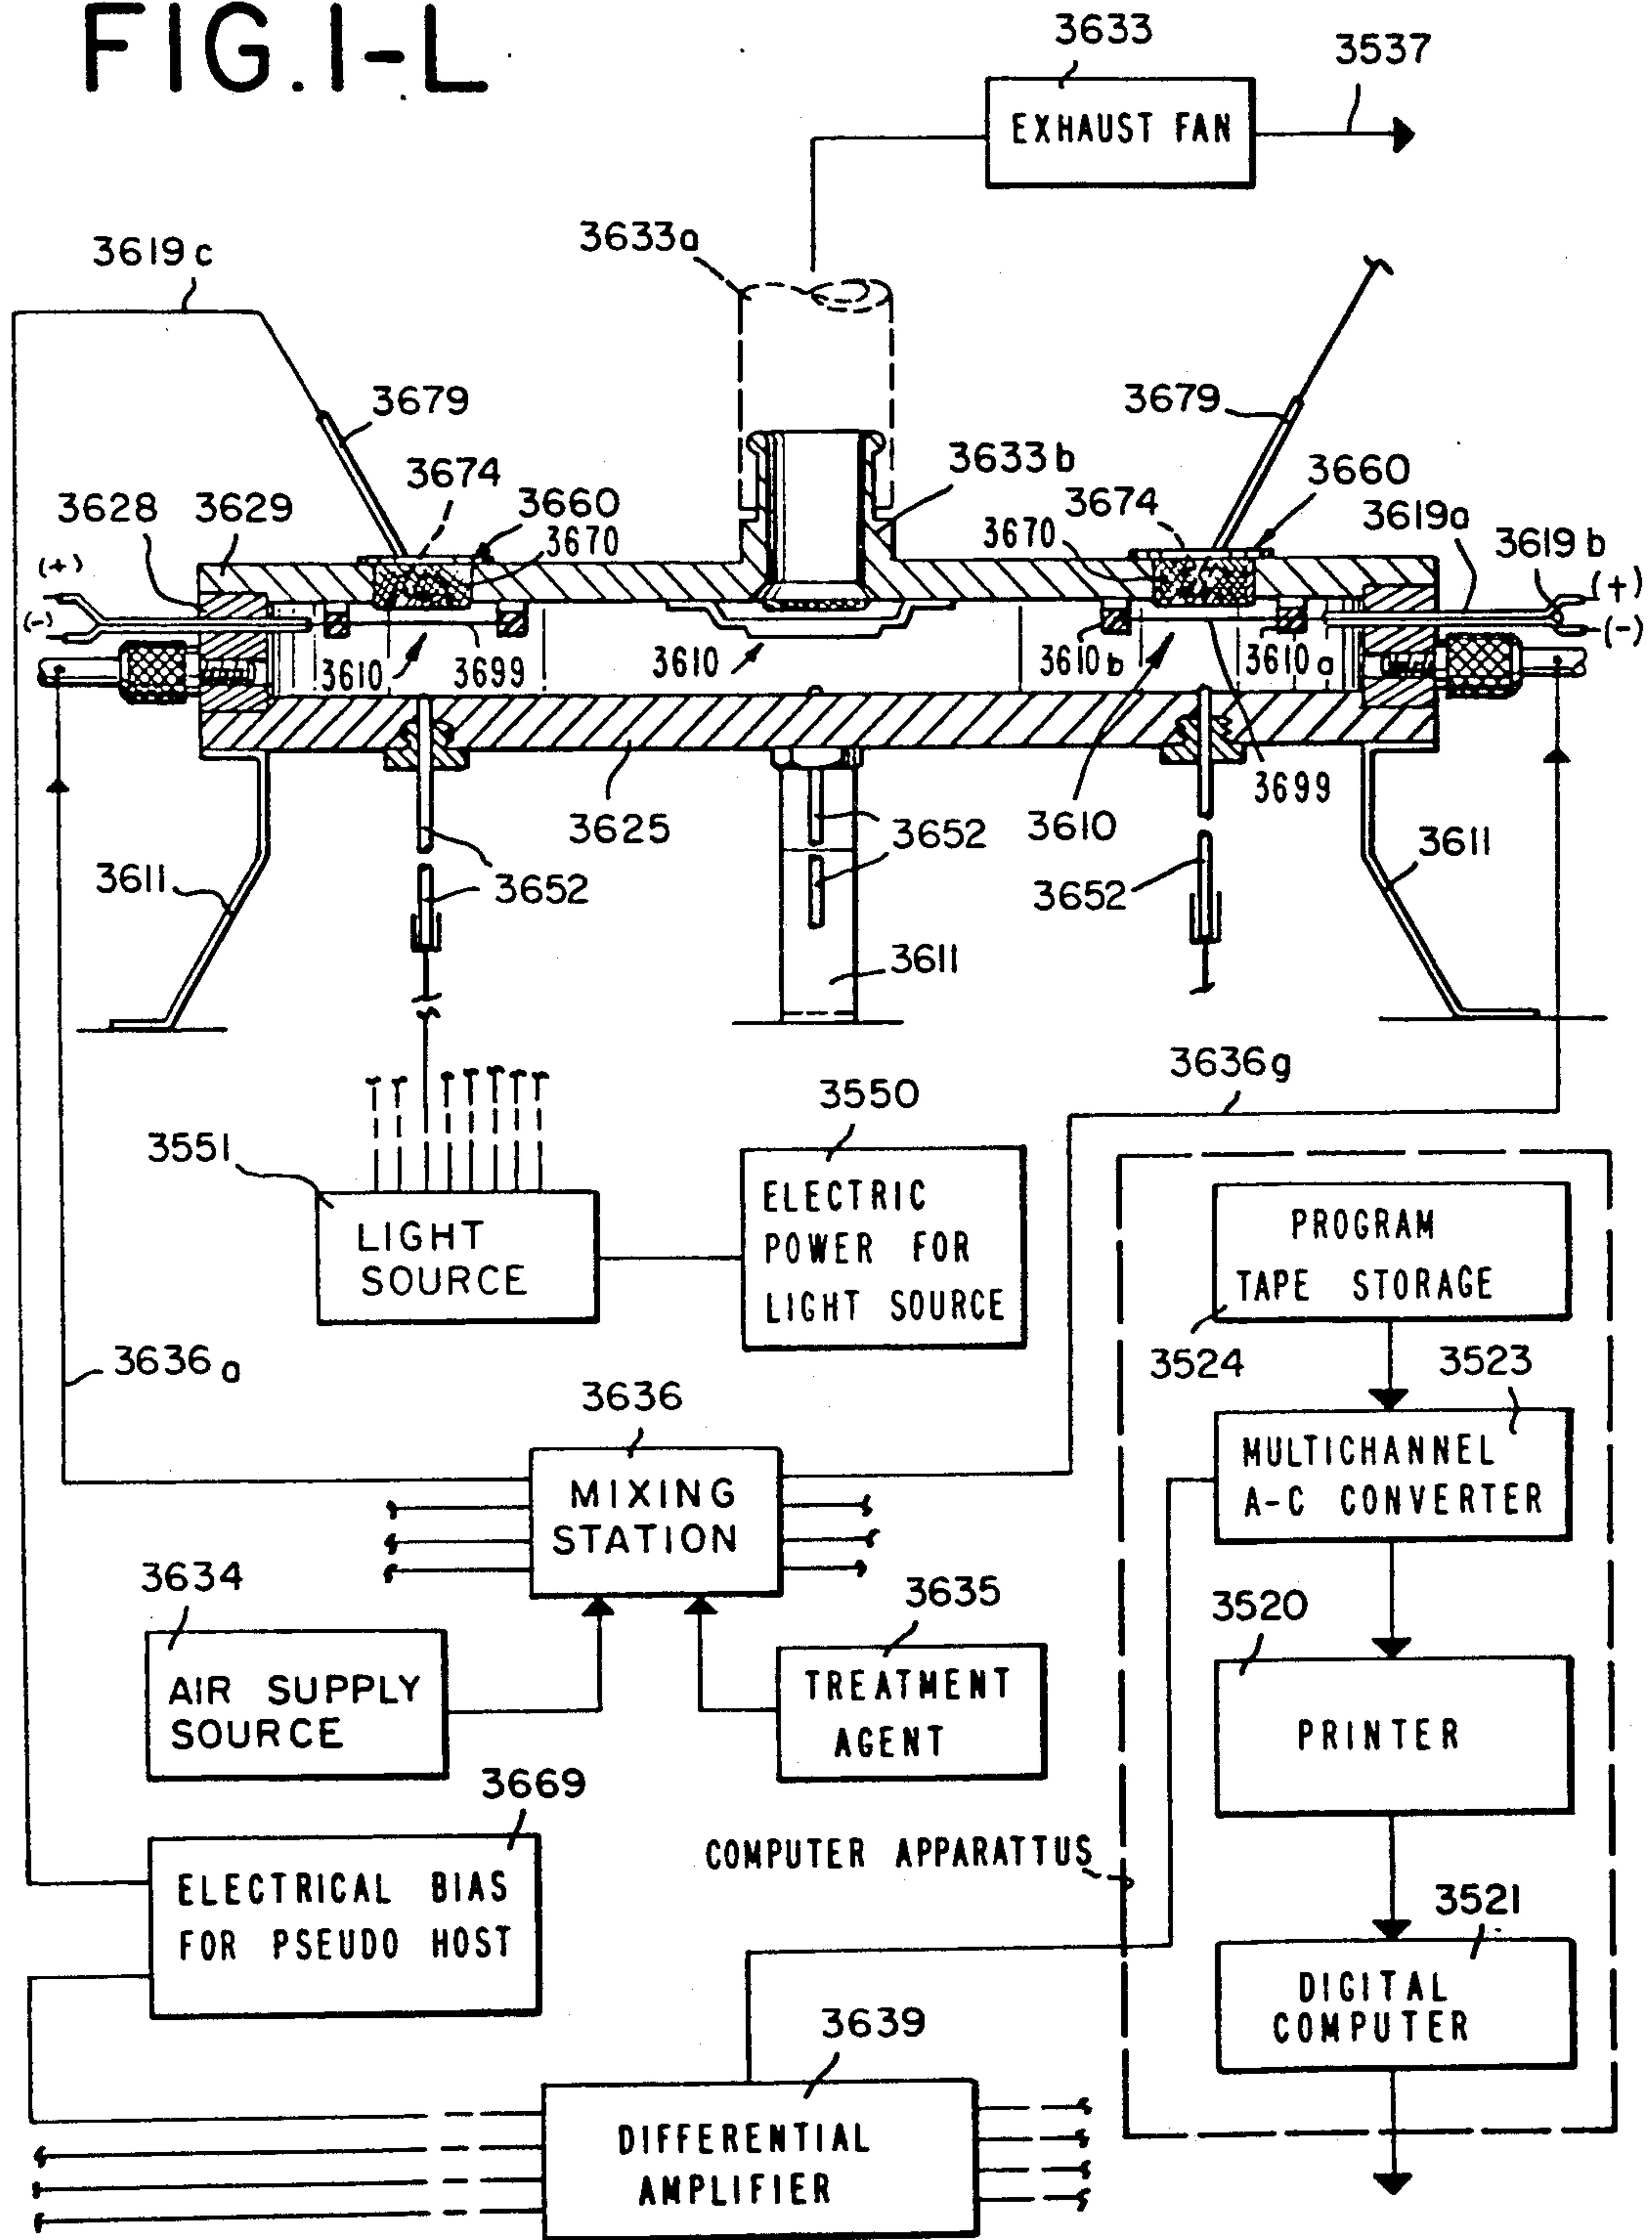 FIG. 1-L
3633
3537
EXHAUST FAN
3619c
3633a
3679
3679
3674
3660
3633b
3674
3660
3628 3629
3670
3670
3619a
3619b
(+)
(+)
(-)
(-)
3610
3699
3610
3610b
3610a
3625
3652
3610
3699
3611
3652
3652
3611
3611
3636g
3551
3550
LIGHT
SOURCE
ELECTRIC
POWER FOR
LIGHT SOURCE
PROGRAM
TAPE STORAGE
3524
3523
3636a
3636
MIXING
STATION
MULTICHANNEL
A-C CONVERTER
3634
3635
3520
AIR SUPPLY
SOURCE
TREATMENT
AGENT
PRINTER
3669
COMPUTER APPARATTUS
ELECTRICAL BIAS
FOR PSEUDO HOST
3521
DIGITAL
COMPUTER
3639
DIFFERENTIAL
AMPLIFIER